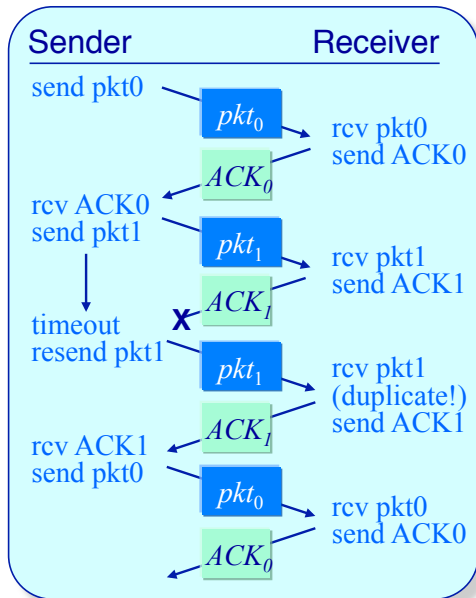 Sender
Receiver
send pkt0
pkt0
rcv pkt0
send ACK0
ACK0
rcv ACK0
send pkt1
pkt1
rcv pkt1
send ACK1
ACK1
X
timeout
resend pkt1
pkt1
rcv pkt1
(duplicate!)
send ACK1
ACK1
rcv ACK1
send pkt0
pkt0
rcv pkt0
send ACK0
ACK0